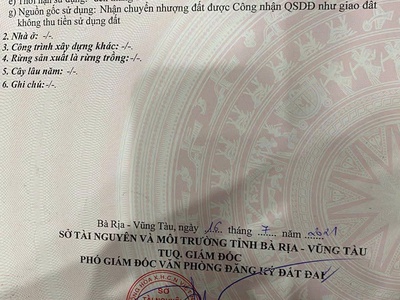 g) Nguồn gốc sử dụng: Nhận chuyển nhượng đất được Công nhận QSDĐ như giao đất
không thu tiền sử dụng đất
2. Nhà ở: -/-.
3. Công trình xây dựng khác: -/-.
4. Rừng sản xuất là rừng trồng: -/-.
5. Cây lâu năm: -/-.
6. Ghi chú:-/-.
Bà Rịa - Vũng Tàu, ngày 16 tháng 7 năm 2021
SỞ TÀI NGUYÊN VÀ MÔI TRƯỜNG TỈNH BÀ RỊA - VŨNG TÀU
TUQ. GIÁM ĐỐC
PHÓ GIÁM ĐỐC VĂN PHÒNG ĐĂNG KÝ ĐẤT ĐAI
SỞ